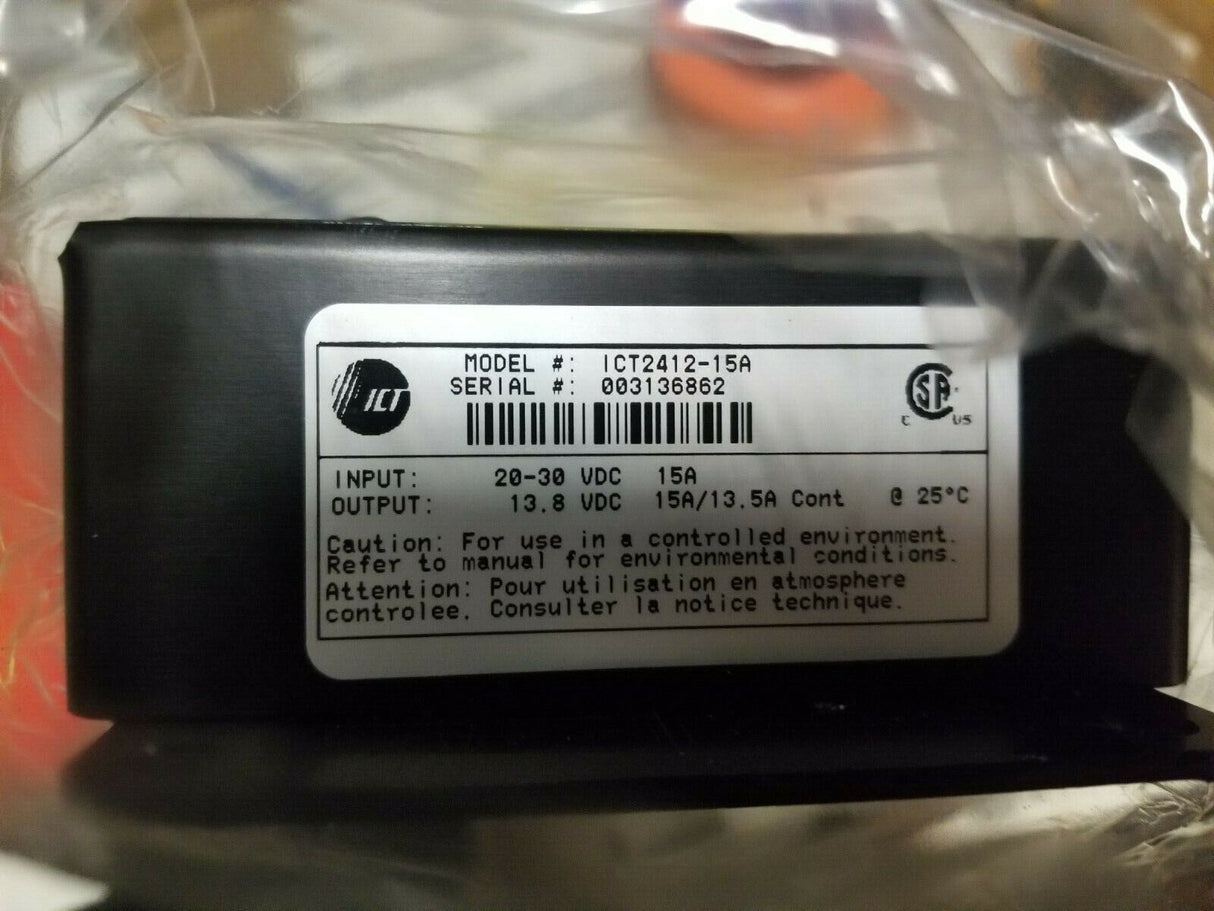 ICT
MODEL #: ICT2412-15A
SERIAL #: 003136862
C SA US
INPUT: 20-30 VDC 15A
OUTPUT: 13.8 VDC 15A/13.5A Cont @ 25°C
Caution: For use in a controlled environment.
Refer to manual for environmental conditions.
Attention: Pour utilisation en atmosphere
controlee. Consulter la notice technique.